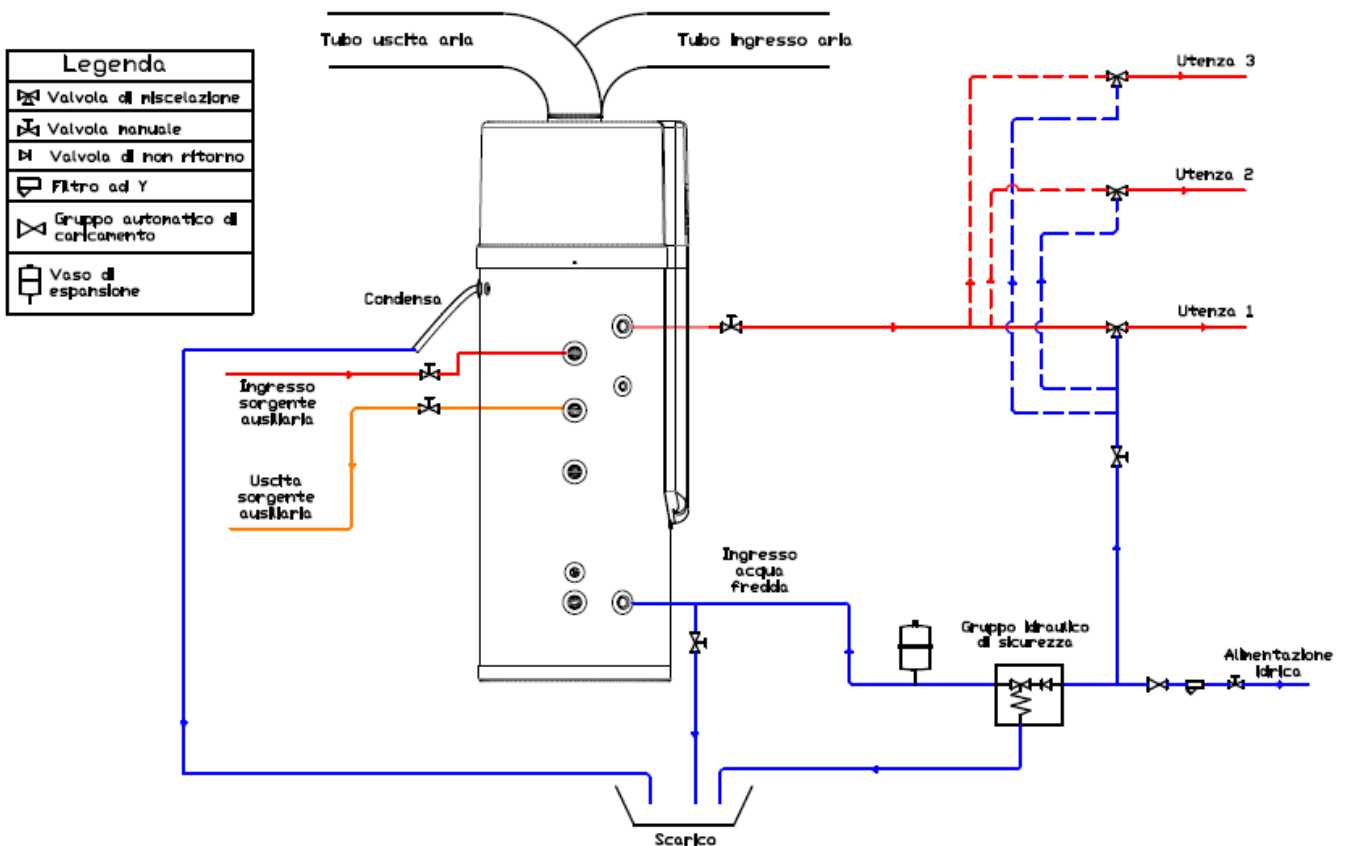 Tubo uscita aria
Tubo ingresso aria
Legenda
Valvola di miscelazione
Valvola manuale
Valvola di non ritorno
Filtro ad Y
Gruppo automatico di
caricamento
Vaso di
espansione
Utenza 3
Utenza 2
Utenza 1
Condensa
Ingresso
sorgente
ausiliaria
Uscita
sorgente
ausiliaria
Ingresso
acqua
fredda
Gruppo idraulico
di sicurezza
Alimentazione
idrica
Scarico